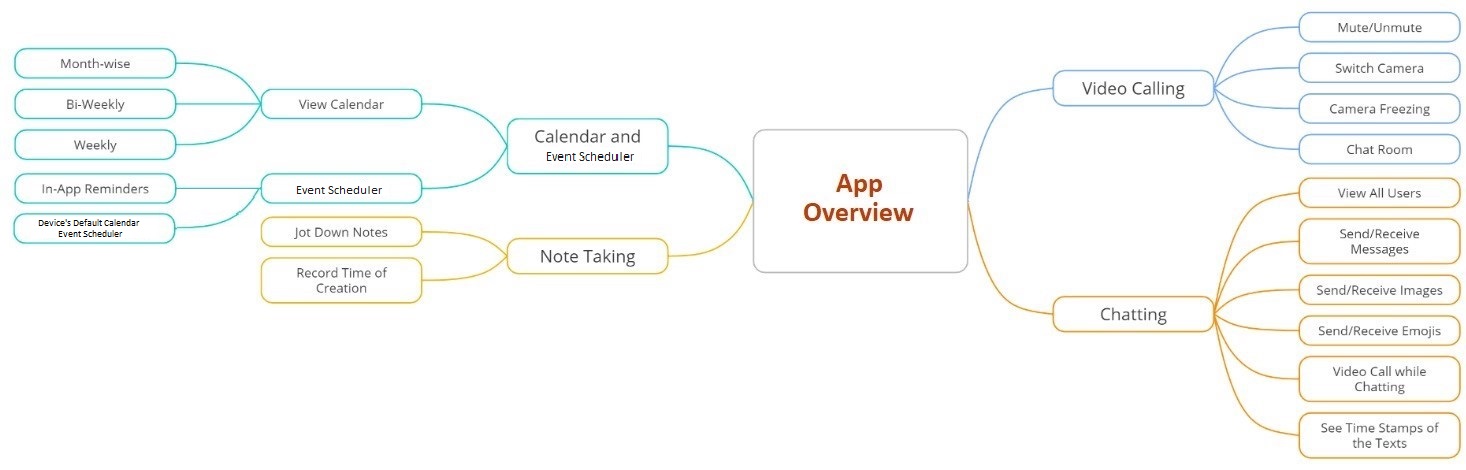 App
Overview
Calendar and
Event Scheduler
View Calendar
Month-wise
Bi-Weekly
Weekly
Event Scheduler
In-App Reminders
Device's Default Calendar
Event Scheduler
Note Taking
Jot Down Notes
Record Time of
Creation
Video Calling
Mute/Unmute
Switch Camera
Camera Freezing
Chat Room
Chatting
View All Users
Send/Receive
Messages
Send/Receive Images
Send/Receive Emojis
Video Call while
Chatting
See Time Stamps of
the Texts